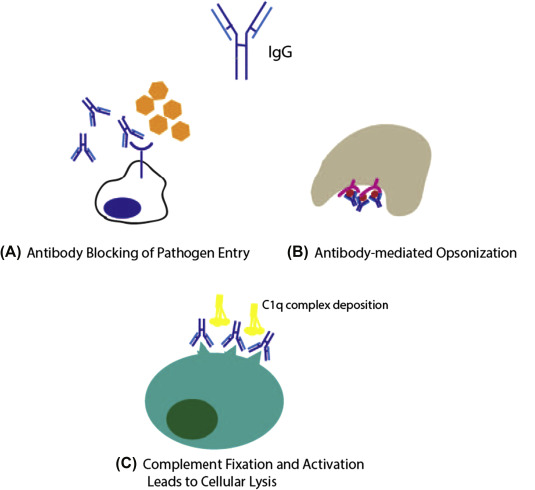 IgG
(A) Antibody Blocking of Pathogen Entry
(B) Antibody-mediated Opsonization
C1q complex deposition
(C) Complement Fixation and Activation
Leads to Cellular Lysis